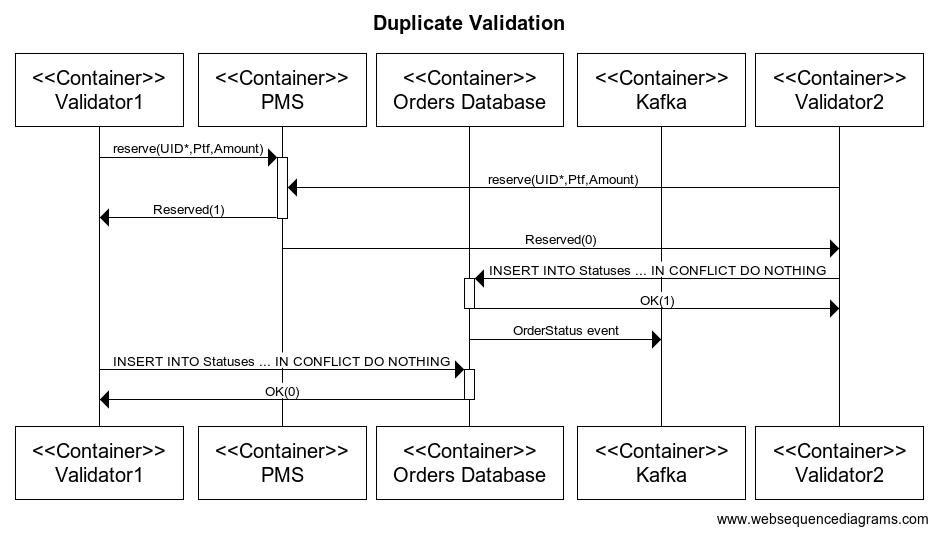 Duplicate Validation
<<Container>>
Validator1
<<Container>>
PMS
<<Container>>
Orders Database
<<Container>>
Kafka
<<Container>>
Validator2
reserve(UID*,Ptf,Amount)
reserve(UID*,Ptf,Amount)
Reserved(1)
Reserved(0)
INSERT INTO Statuses ... IN CONFLICT DO NOTHING
OK(1)
OrderStatus event
INSERT INTO Statuses ... IN CONFLICT DO NOTHING
OK(0)
<<Container>>
Validator1
<<Container>>
PMS
<<Container>>
Orders Database
<<Container>>
Kafka
<<Container>>
Validator2
www.websequencediagrams.com